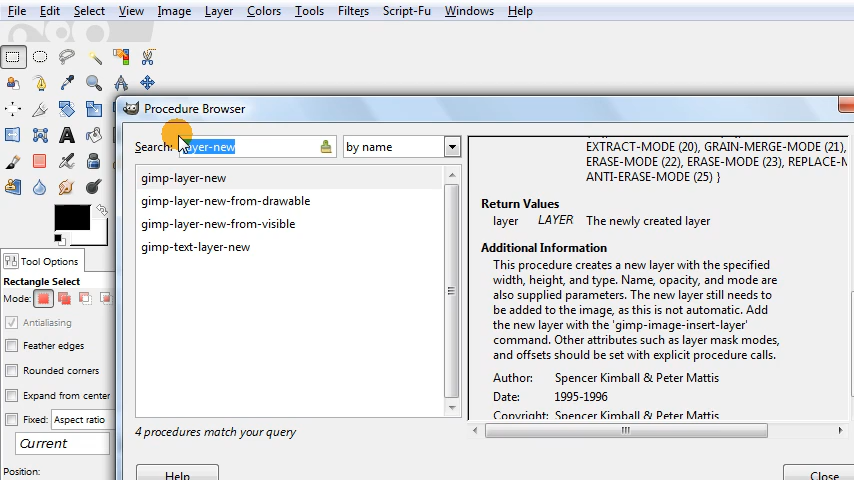 File Edit Select View Image Layer Colors Tools Filters Script-Fu Windows Help
Procedure Browser
Search: layer-new by name
gimp-layer-new
gimp-layer-new-from-drawable
gimp-layer-new-from-visible
gimp-text-layer-new
4 procedures match your query
Help
EXTRACT-MODE (20), GRAIN-MERGE-MODE (21),
ERASE-MODE (22), ERASE-MODE (23), REPLACE-
ANTI-ERASE-MODE (25) }
Return Values
layer LAYER The newly created layer
Additional Information
This procedure creates a new layer with the specified
width, height, and type. Name, opacity, and mode are
also supplied parameters. The new layer still needs to
be added to the image, as this is not automatic. Add
the new layer with the 'gimp-image-insert-layer'
command. Other attributes such as layer mask modes,
and offsets should be set with explicit procedure calls.
Author: Spencer Kimball & Peter Mattis
Date: 1995-1996
Copyright: Spencer Kimball & Peter Mattis
Close
Tool Options
Rectangle Select
Mode:
Antialiasing
Feather edges
Rounded corners
Expand from center
Fixed: Aspect ratio
Current
Position: